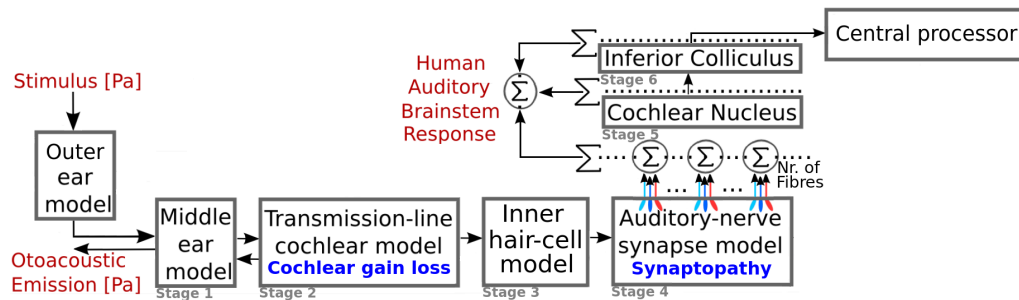 Stimulus [Pa]
Outer
ear
model
Otoacoustic
Emission [Pa]
Middle
ear
model
Stage 1
Transmission-line
cochlear model
Cochlear gain loss
Stage 2
Inner
hair-cell
model
Stage 3
Auditory-nerve
synapse model
Synaptopathy
Stage 4
Nr. of
Fibres
Σ
Σ
Σ
Σ
Cochlear Nucleus
Stage 5
Σ
Inferior Colliculus
Stage 6
Σ
Σ
Human
Auditory
Brainstem
Response
Central processor